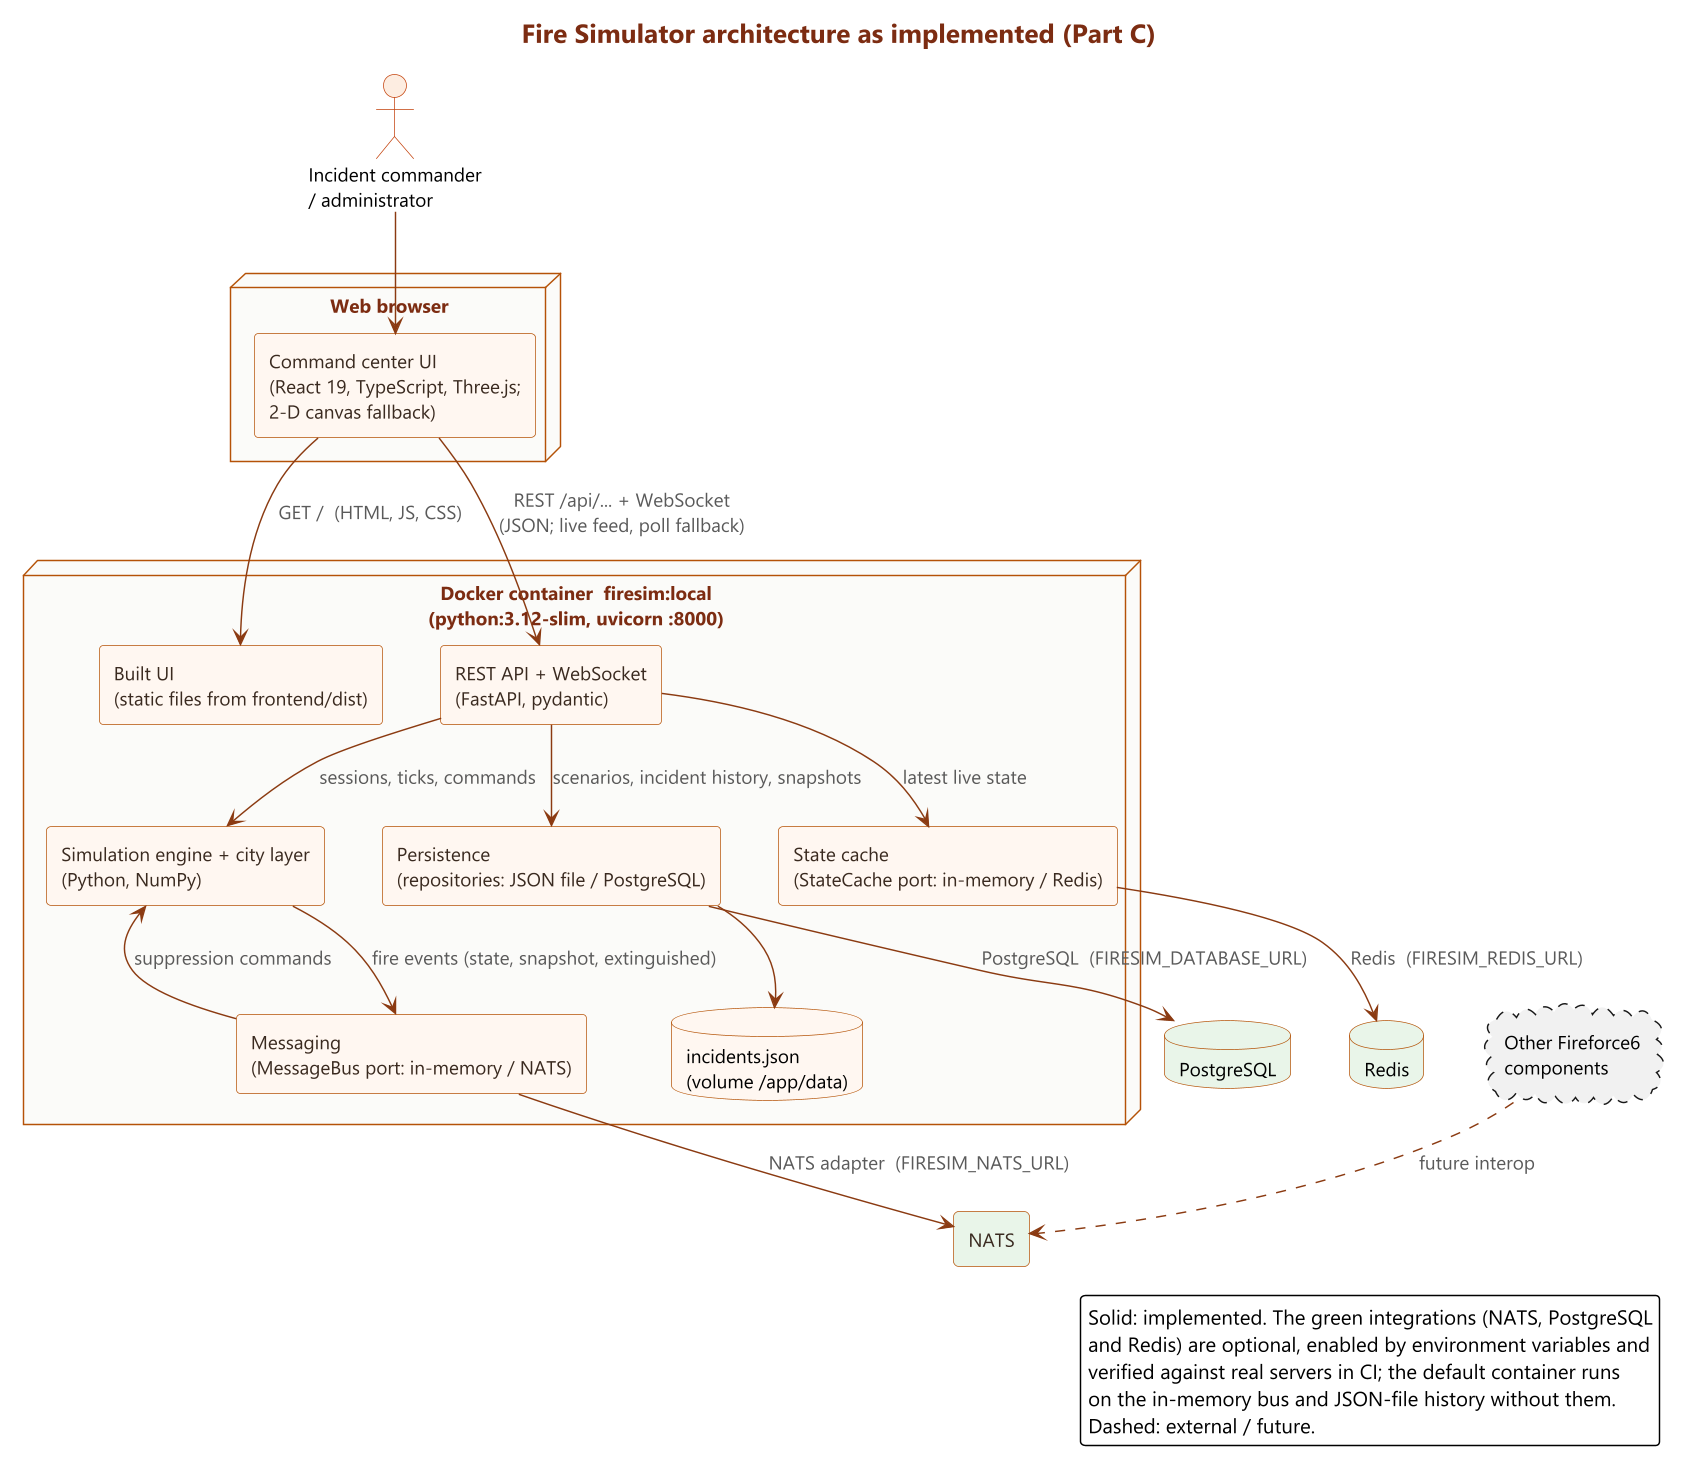 Fire Simulator architecture as implemented (Part C)
Incident commander
/ administrator
Web browser
Command center UI
(React 19, TypeScript, Three.js;
2-D canvas fallback)
GET /  (HTML, JS, CSS)
REST /api/... + WebSocket
(JSON; live feed, poll fallback)
Docker container  firesim:local
(python:3.12-slim, uvicorn :8000)
Built UI
(static files from frontend/dist)
REST API + WebSocket
(FastAPI, pydantic)
sessions, ticks, commands
scenarios, incident history, snapshots
latest live state
Simulation engine + city layer
(Python, NumPy)
Persistence
(repositories: JSON file / PostgreSQL)
State cache
(StateCache port: in-memory / Redis)
suppression commands
fire events (state, snapshot, extinguished)
PostgreSQL  (FIRESIM_DATABASE_URL)
Redis  (FIRESIM_REDIS_URL)
Messaging
(MessageBus port: in-memory / NATS)
incidents.json
(volume /app/data)
PostgreSQL
Redis
Other Fireforce6
components
NATS adapter  (FIRESIM_NATS_URL)
future interop
NATS
Solid: implemented. The green integrations (NATS, PostgreSQL
and Redis) are optional, enabled by environment variables and
verified against real servers in CI; the default container runs
on the in-memory bus and JSON-file history without them.
Dashed: external / future.